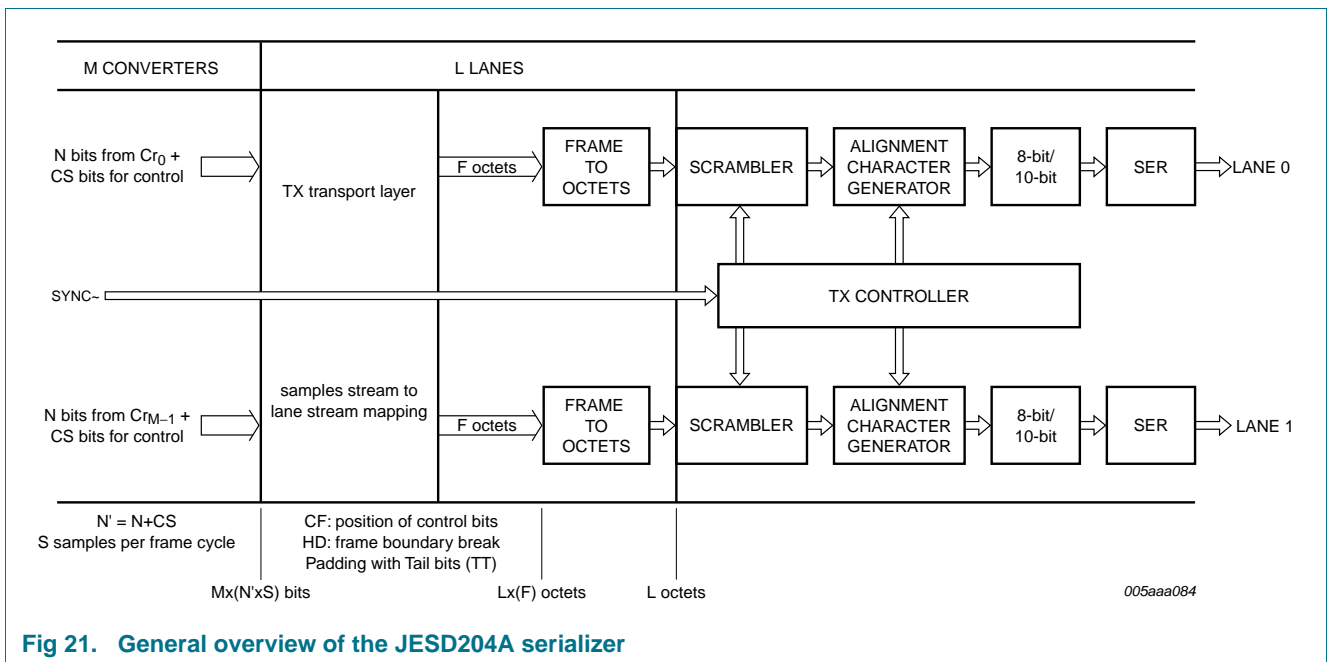 M CONVERTERS
L LANES
N bits from Cr0 +
CS bits for control
TX transport layer
F octets
FRAME
TO
OCTETS
SCRAMBLER
ALIGNMENT
CHARACTER
GENERATOR
8-bit/
10-bit
SER
LANE 0
SYNC~
TX CONTROLLER
N bits from CrM−1 +
CS bits for control
samples stream to
lane stream mapping
F octets
FRAME
TO
OCTETS
SCRAMBLER
ALIGNMENT
CHARACTER
GENERATOR
8-bit/
10-bit
SER
LANE 1
N' = N+CS
S samples per frame cycle
CF: position of control bits
HD: frame boundary break
Padding with Tail bits (TT)
Mx(N'xS) bits
Lx(F) octets
L octets
005aaa084
Fig 21. General overview of the JESD204A serializer